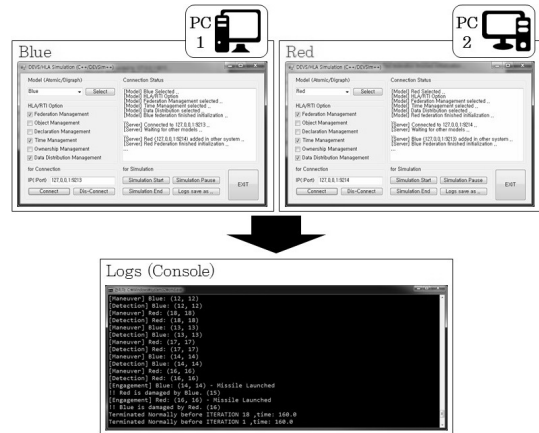 PC
1
PC
2
Blue
Red
DEVS/HLA Simulation (C++/DEVSim++)
Model (Atomic/Digraph)
Connection Status
Blue
Select
[Model] Blue Selected ...
[Model] HLA/RTI Option
[Model] Federation Management selected ...
[Model] Time Management selected ...
[Model] Data Distribution selected ...
[Model] Blue federation finished initialization ...
[Server] Connected to 127,0,0,1:9213 ...
[Server] Waiting for other models ...
[Server] Red (127,0,0,1:9214) added in other system ...
[Server] Red Federation finished initialization ...
HLA/RTI Option
Federation Management
Object Management
Declaration Management
Time Management
Ownership Management
Data Distribution Management
for Connection
for Simulation
IP(:Port) 127,0,0,1:9213
Simulation Start
Simulation Pause
Connect
Dis-Connect
Simulation End
Logs save as ..
EXIT
DEVS/HLA Simulation (C++/DEVSim++)
Model (Atomic/Digraph)
Connection Status
Red
Select
[Model] Red Selected ...
[Model] HLA/RTI Option
[Model] Federation Management selected ...
[Model] Time Management selected ...
[Model] Data Distribution selected ...
[Model] Red federation finished initialization ...
[Server] Connected to 127,0,0,1:9214 ...
[Server] Waiting for other models ...
[Server] Blue (127,0,0,1:9213) added in other system ...
[Server] Blue Federation finished initialization ...
HLA/RTI Option
Federation Management
Object Management
Declaration Management
Time Management
Ownership Management
Data Distribution Management
for Connection
for Simulation
IP(:Port) 127,0,0,1:9214
Simulation Start
Simulation Pause
Connect
Dis-Connect
Simulation End
Logs save as ..
EXIT
Logs (Console)
[Maneuver] Blue: (12, 12)
[Detection] Blue: (12, 12)
[Maneuver] Red: (18, 18)
[Detection] Red: (18, 18)
[Maneuver] Blue: (13, 13)
[Detection] Blue: (13, 13)
[Maneuver] Red: (17, 17)
[Detection] Red: (17, 17)
[Maneuver] Blue: (14, 14)
[Detection] Blue: (14, 14)
[Maneuver] Red: (16, 16)
[Detection] Red: (16, 16)
[Engagement] Blue: (14, 14) - Missile Launched
!! Red is damaged by Blue. (15)
[Engagement] Red: (16, 16) - Missile Launched
!! Blue is damaged by Red. (16)
Terminated Normally before ITERATION 18 ,time: 160.0
Terminated Normally before ITERATION 1 ,time: 160.0